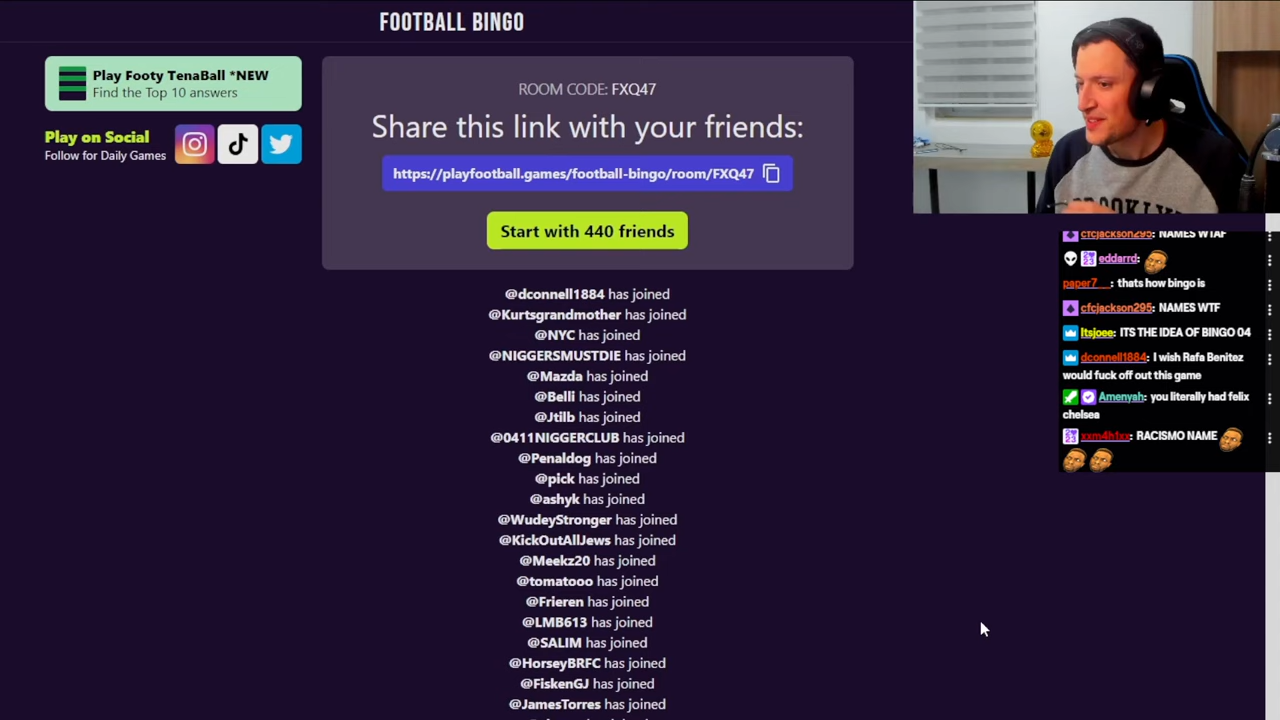 FOOTBALL BINGO
Play Footy TenaBall *NEW
Find the Top 10 answers
Play on Social
Follow for Daily Games
ROOM CODE: FXQ47
Share this link with your friends:
https://playfootball.games/football-bingo/room/FXQ47
Start with 440 friends
@dconnell1884 has joined
@Kurtsgrandmother has joined
@NYC has joined
@NIGGERSMUSTDIE has joined
@Mazda has joined
@Belli has joined
@Jtilb has joined
@0411NIGGERCLUB has joined
@Penaldog has joined
@pick has joined
@ashyk has joined
@WudeyStronger has joined
@KickOutAllJews has joined
@Meekz20 has joined
@tomatooo has joined
@Frieren has joined
@LMB613 has joined
@SALIM has joined
@HorseyBRFC has joined
@FiskenGJ has joined
@JamesTorres has joined
BROOKLYN
cfcjackson295: NAMES WTAF
eddarrd:
paper7__: thats how bingo is
cfcjackson295: NAMES WTF
Itsjoee: ITS THE IDEA OF BINGO 04
dconnell1884: I wish Rafa Benitez
would fuck off out this game
Amenyah: you literally had felix
chelsea
xxm4h1xx: RACISMO NAME